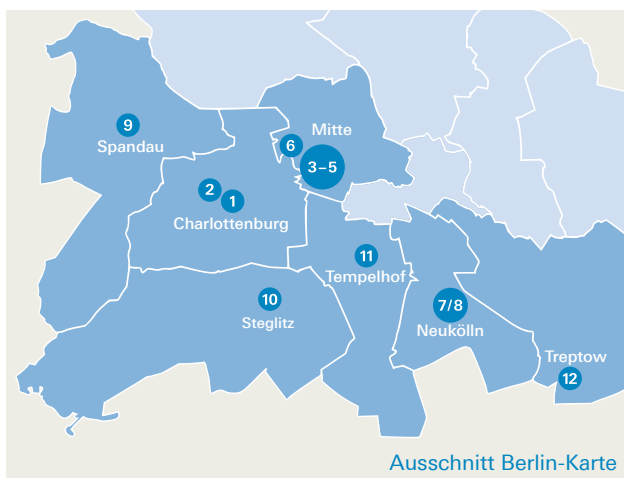 9
Spandau
Mitte
6
3–5
2
1
Charlottenburg
11
Tempelhof
10
Steglitz
7/8
Neukölln
Treptow
12
Ausschnitt Berlin-Karte